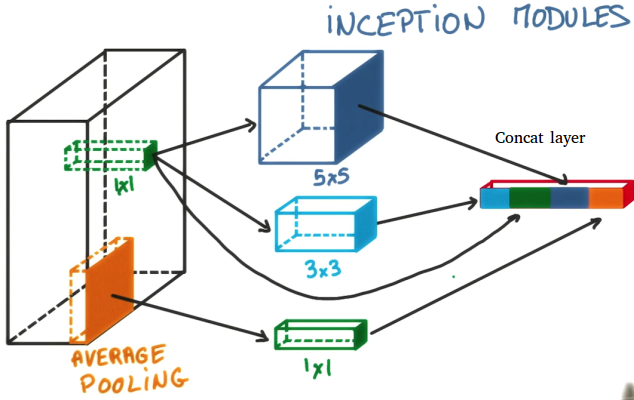 INCEPTION MODULES
Concat layer
1x1
5x5
3x3
AVERAGE
POOLING
1x1